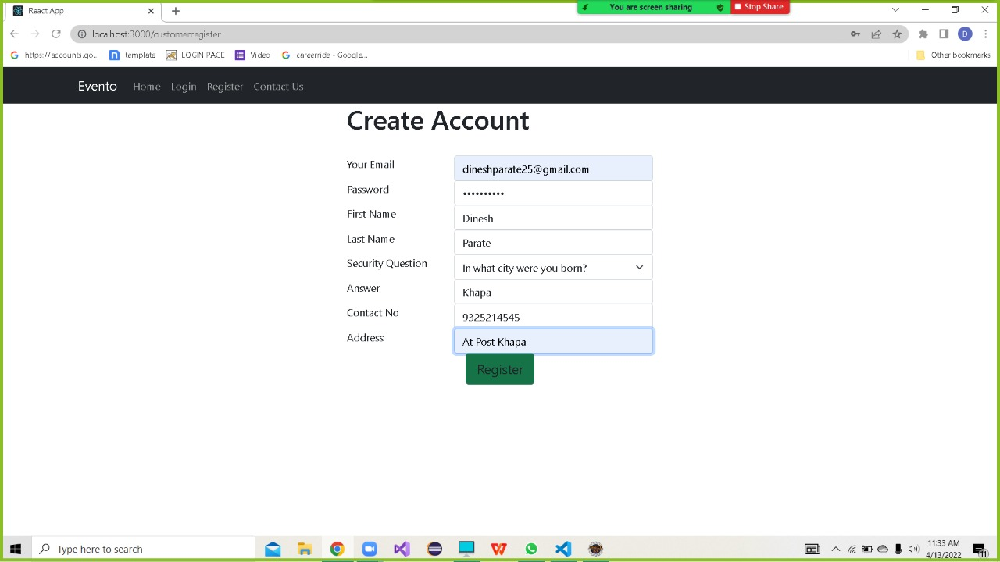 React App
You are screen sharing
Stop Share
localhost:3000/customerregister
D
https://accounts.go...
template
LOGIN PAGE
Video
careerride - Google...
Other bookmarks
Evento
Home
Login
Register
Contact Us
Create Account
Your Email
dineshparate25@gmail.com
Password
••••••••••
First Name
Dinesh
Last Name
Parate
Security Question
In what city were you born?
Answer
Khapa
Contact No
9325214545
Address
At Post Khapa
Register
Type here to search
11:33 AM
4/13/2022
11